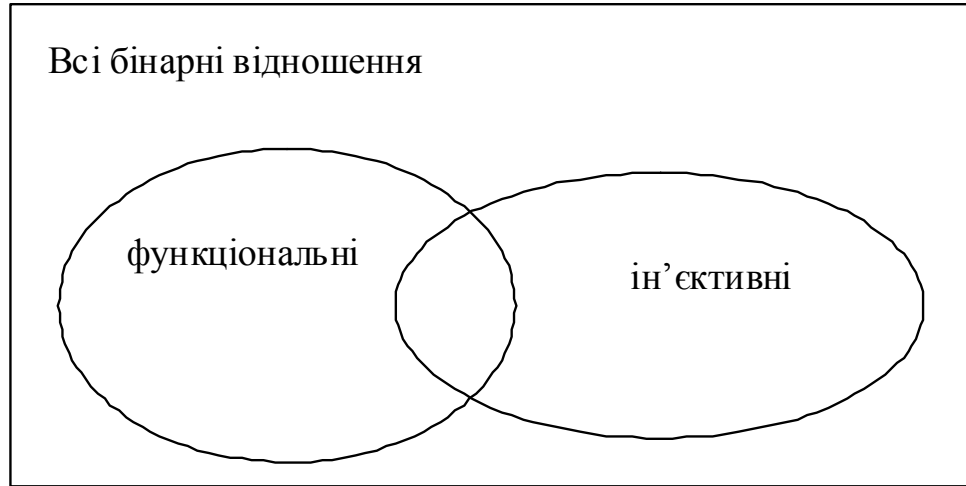 Всі бінарні відношення
функціональні
ін’єктивні